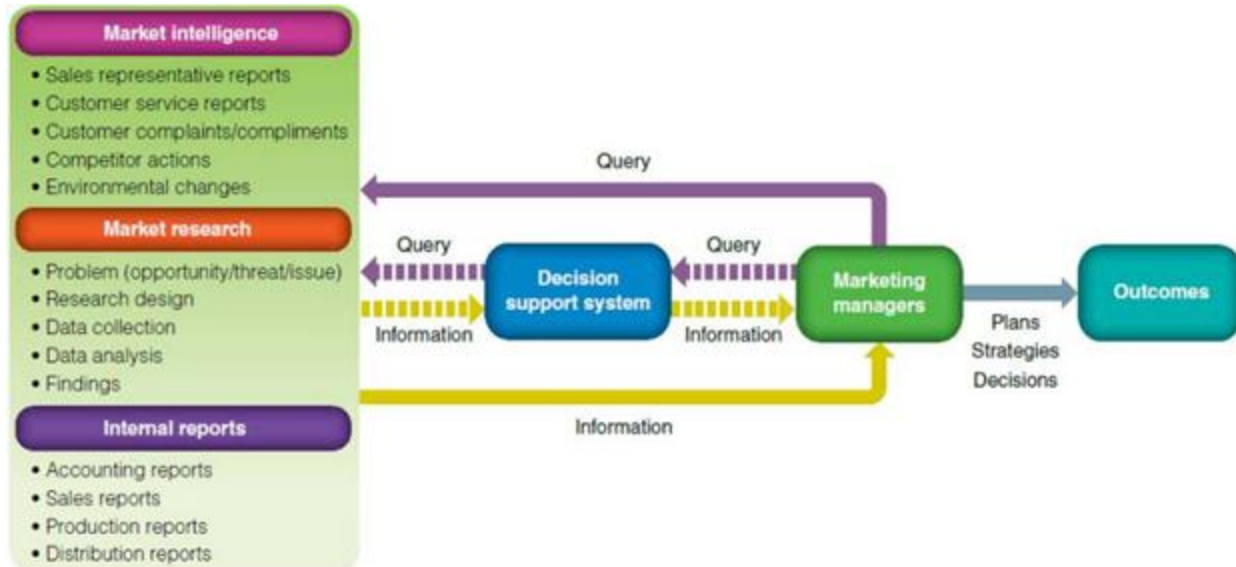 Market intelligence
• Sales representative reports
• Customer service reports
• Customer complaints/compliments
• Competitor actions
• Environmental changes
Market research
• Problem (opportunity/threat/issue)
• Research design
• Data collection
• Data analysis
• Findings
Internal reports
• Accounting reports
• Sales reports
• Production reports
• Distribution reports
Query
Query
Query
Decision
support system
Information
Information
Information
Marketing
managers
Plans
Strategies
Decisions
Outcomes